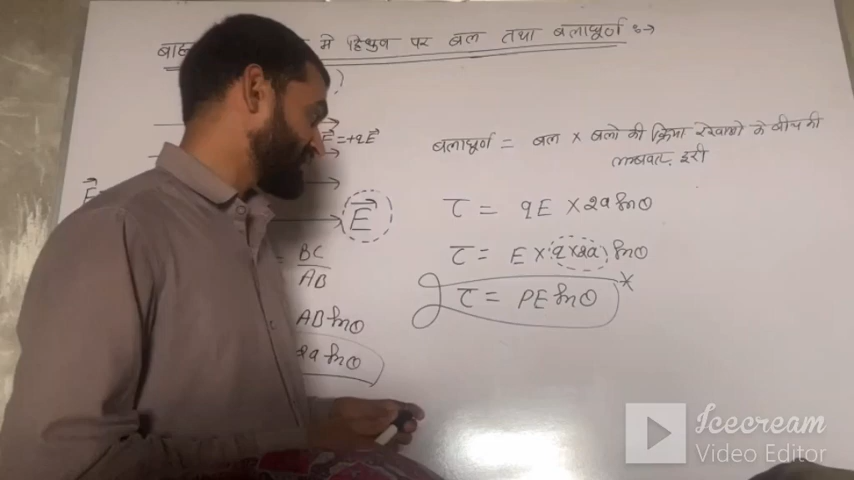 में द्विध्रुव पर बल तथा बलाघूर्ण :→
= +qE⃗
बलाघूर्ण = बल × बलो की क्रिया रेखाओ के बीच की
लम्बवत् दूरी
E⃗
τ = qE × 2a sinθ
= BC/AB
τ = E × (q×2a) sinθ
τ = PE sinθ *
AB sinθ
2a sinθ
Icecream
Video Editor